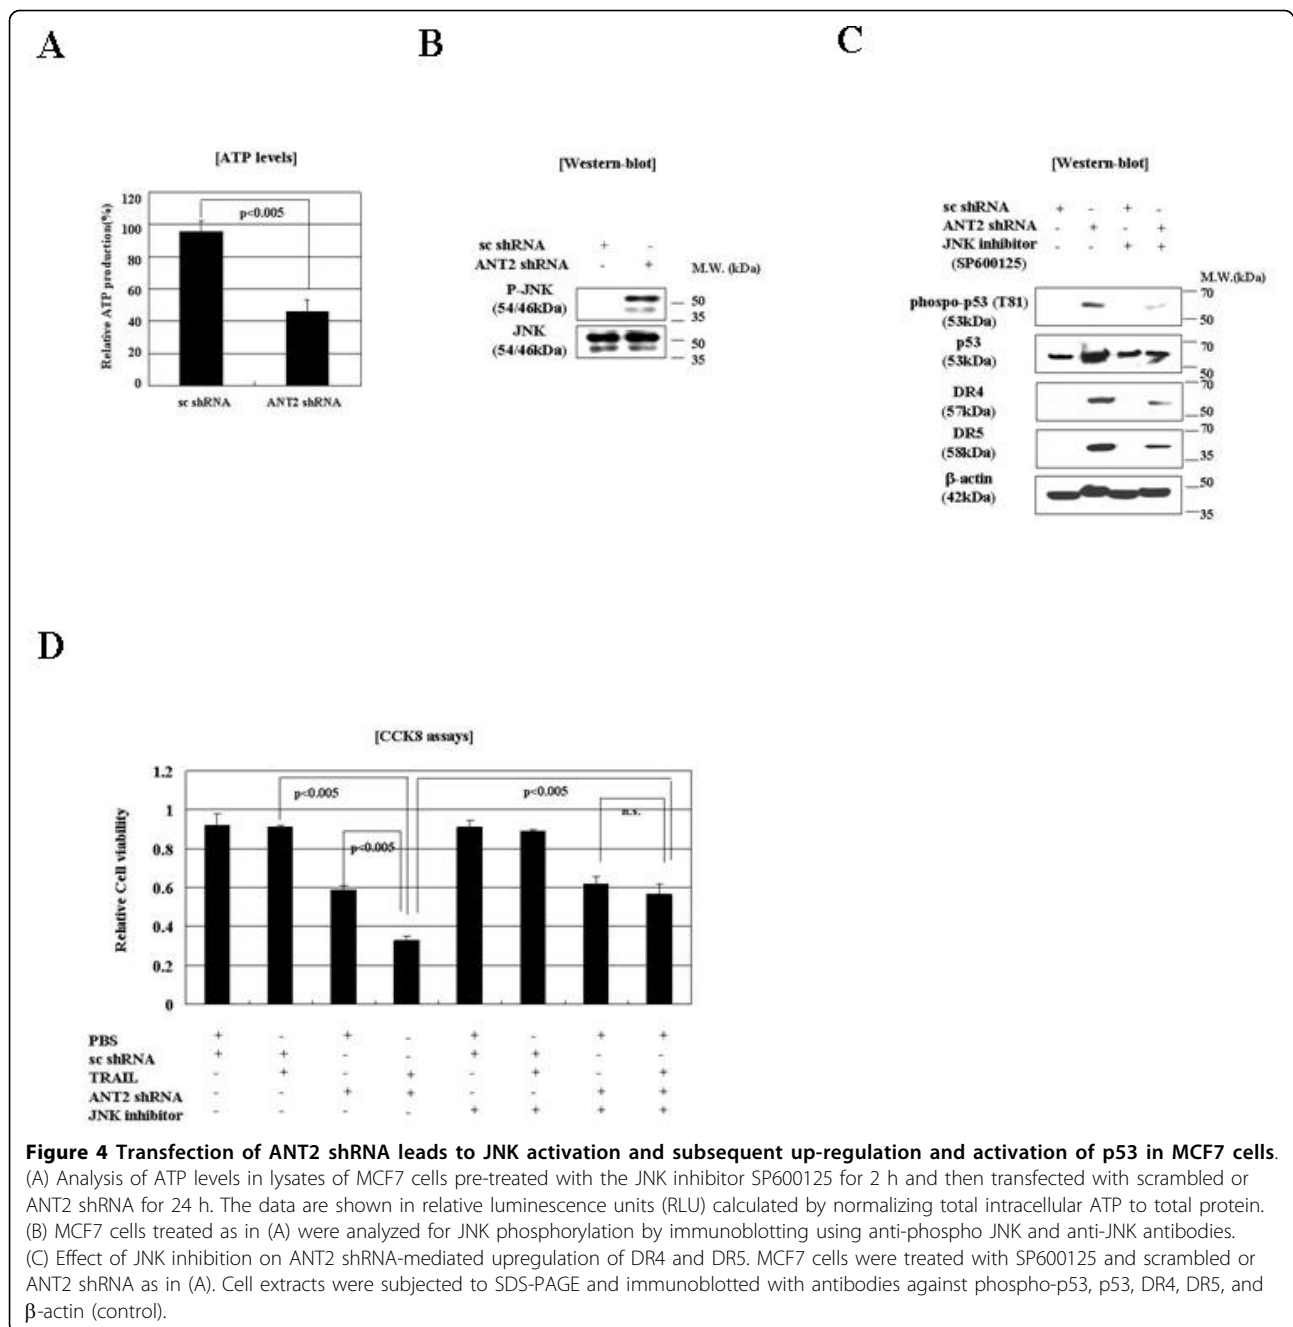 A
B
C
[ATP levels]
Relative ATP production(%)
120
100
80
60
40
20
0
p<0.005
sc shRNA
ANT2 shRNA
[Western-blot]
sc shRNA + -
ANT2 shRNA - +
M.W. (kDa)
P-JNK
(54/46kDa)
50
35
JNK
(54/46kDa)
50
35
[Western-blot]
sc shRNA + - + -
ANT2 shRNA - + - +
JNK inhibitor - - + +
(SP600125)
M.W.(kDa)
phospo-p53 (T81)
(53kDa)
70
50
p53
(53kDa)
70
50
DR4
(57kDa)
70
50
DR5
(58kDa)
70
35
β-actin
(42kDa)
50
35
D
[CCK8 assays]
Relative Cell viability
1.2
1
0.8
0.6
0.4
0.2
0
p<0.005
p<0.005
p<0.005
n.s.
PBS + - + - + - + +
sc shRNA + + - - + + - -
TRAIL - + - + - + - +
ANT2 shRNA - - + + - - + +
JNK inhibitor - - - - + + + +
Figure 4 Transfection of ANT2 shRNA leads to JNK activation and subsequent up-regulation and activation of p53 in MCF7 cells.
(A) Analysis of ATP levels in lysates of MCF7 cells pre-treated with the JNK inhibitor SP600125 for 2 h and then transfected with scrambled or
ANT2 shRNA for 24 h. The data are shown in relative luminescence units (RLU) calculated by normalizing total intracellular ATP to total protein.
(B) MCF7 cells treated as in (A) were analyzed for JNK phosphorylation by immunoblotting using anti-phospho JNK and anti-JNK antibodies.
(C) Effect of JNK inhibition on ANT2 shRNA-mediated upregulation of DR4 and DR5. MCF7 cells were treated with SP600125 and scrambled or
ANT2 shRNA as in (A). Cell extracts were subjected to SDS-PAGE and immunoblotted with antibodies against phospho-p53, p53, DR4, DR5, and
β-actin (control).